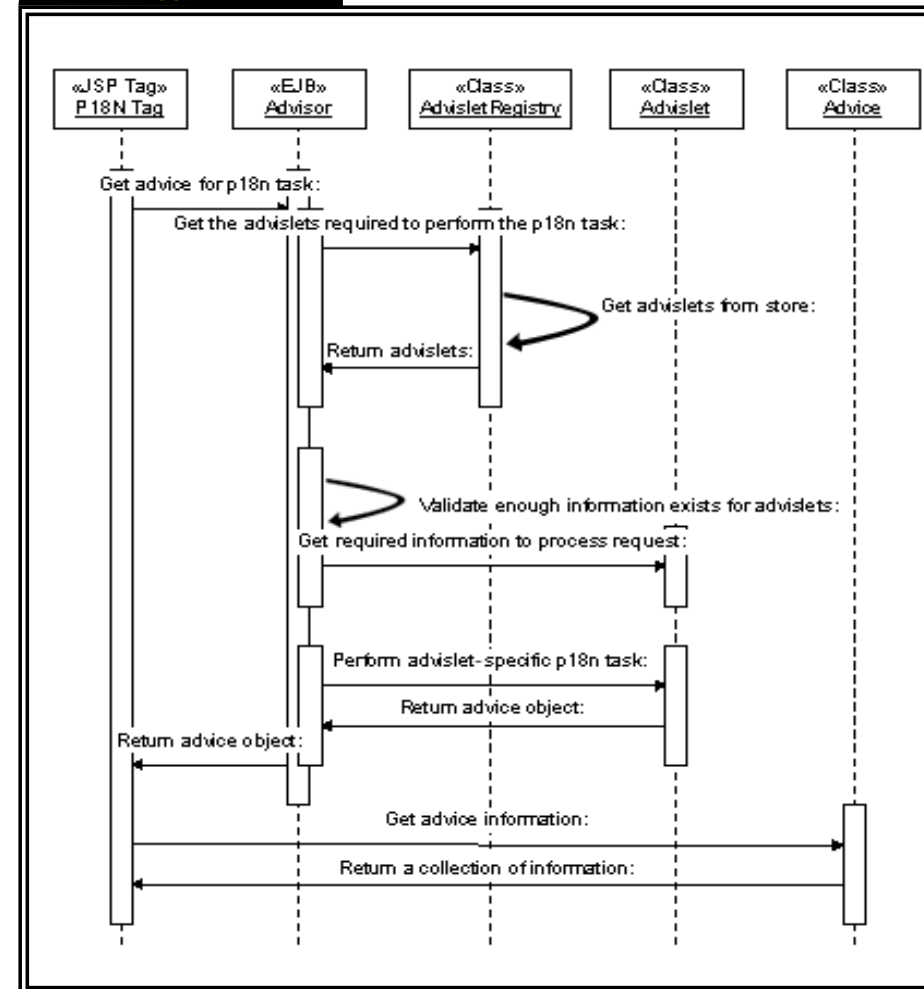 «JSP Tag»
P18N Tag
«EJB»
Advisor
«Class»
Advislet Registry
«Class»
Advislet
«Class»
Advice
Get advice for p18n task:
Get the advislets required to perform the p18n task:
Get advislets from store:
Return advislets:
Validate enough information exists for advislets:
Get required information to process request:
Perform advislet-specific p18n task:
Return advice object:
Return advice object:
Get advice information:
Return a collection of information: